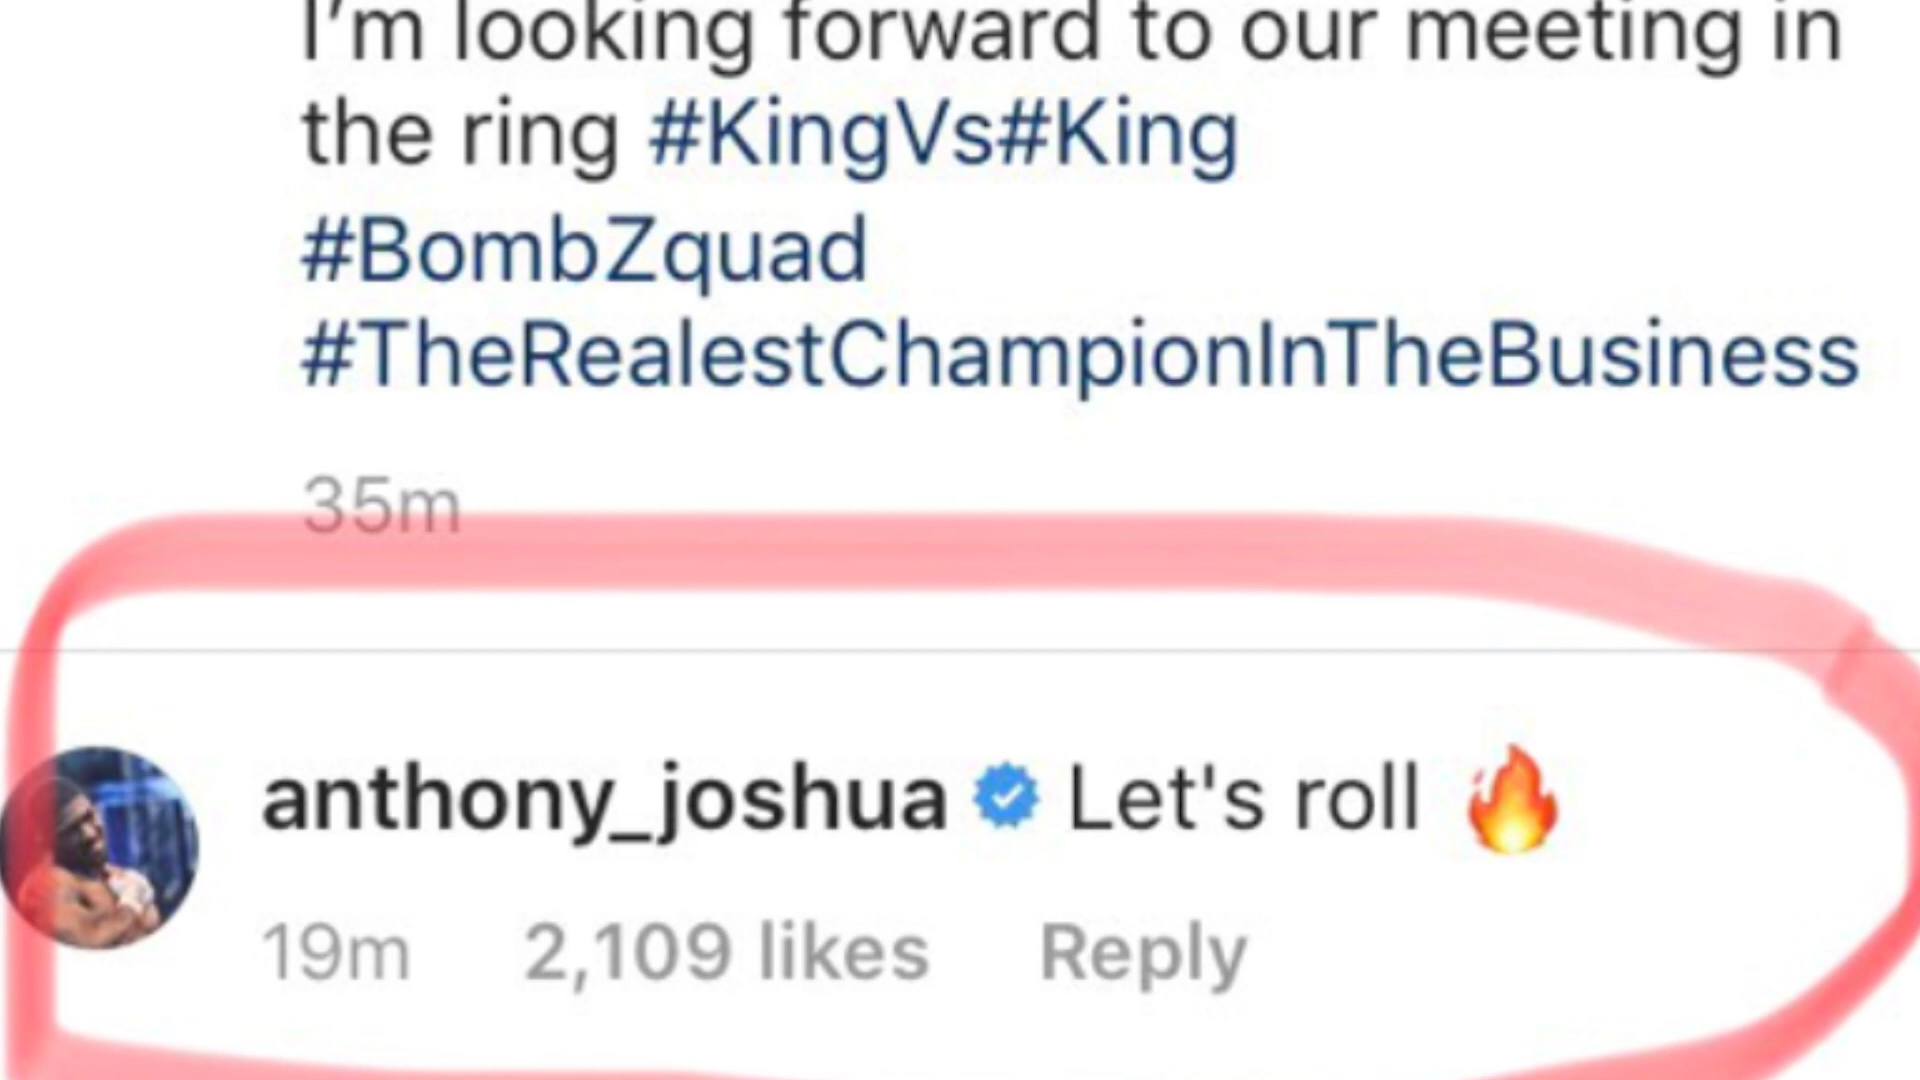 I'm looking forward to our meeting in
the ring #KingVs#King
#BombZquad
#TheRealestChampionInTheBusiness
35m
anthony_joshua Let's roll 🔥
19m 2,109 likes Reply